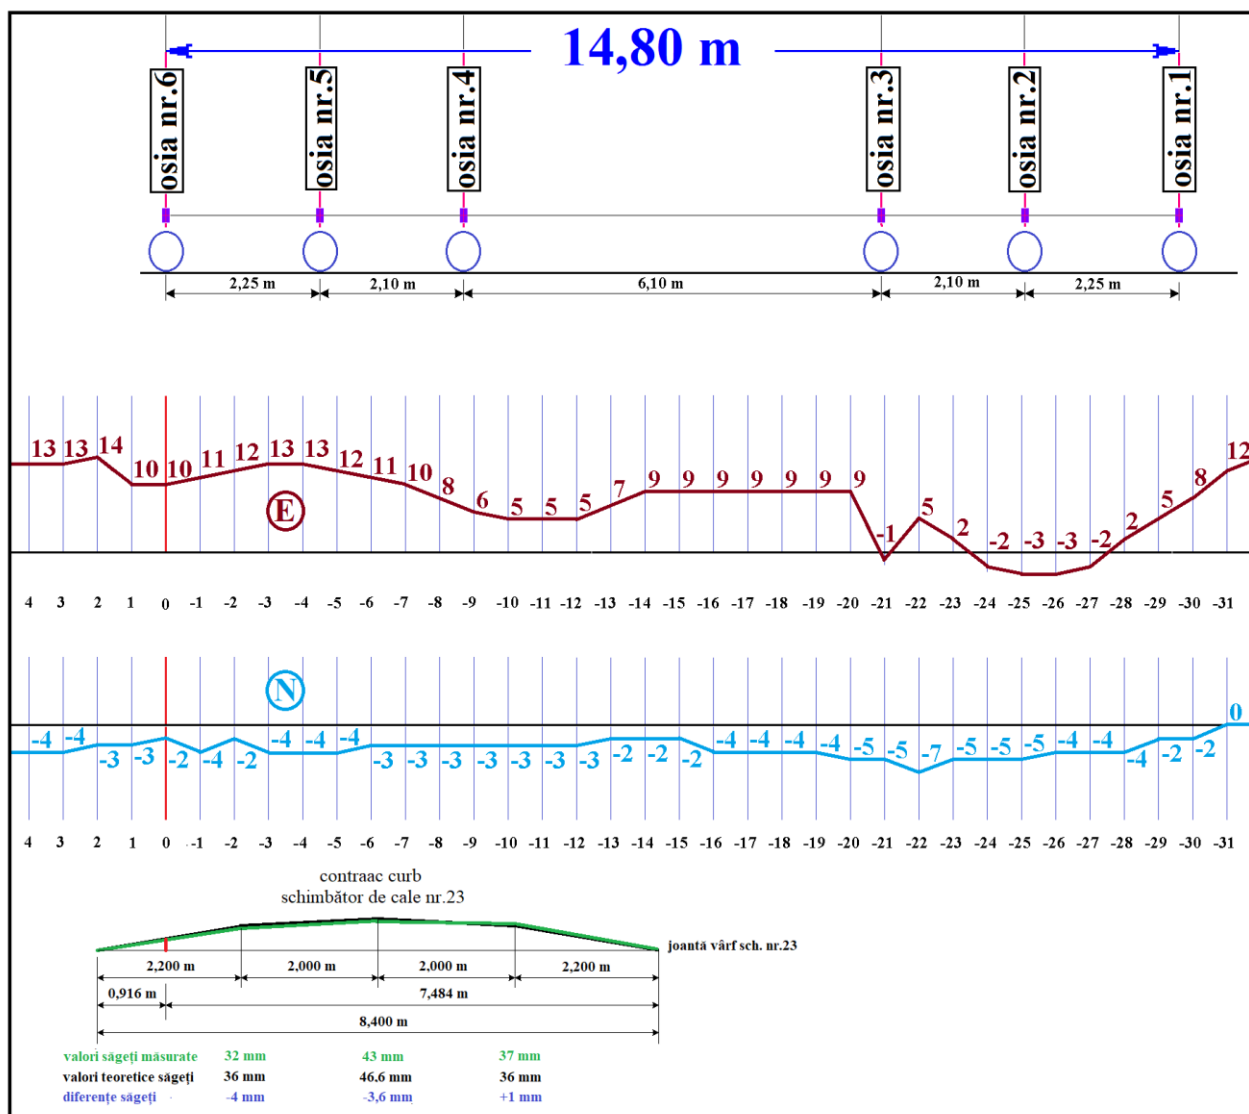 14,80 m
osia nr.6 osia nr.5 osia nr.4 osia nr.3 osia nr.2 osia nr.1
2,25 m 2,10 m 6,10 m 2,10 m 2,25 m
13 13 14 10 10 11 12 13 13 12 11 10 8 6 5 5 5 7 9 9 9 9 9 9 9 -1 5 2 -2 -3 -3 -2 2 5 8 12
E
4 3 2 1 0 -1 -2 -3 -4 -5 -6 -7 -8 -9 -10 -11 -12 -13 -14 -15 -16 -17 -18 -19 -20 -21 -22 -23 -24 -25 -26 -27 -28 -29 -30 -31
N
-4 -4 -3 -3 -2 -4 -2 -4 -4 -4 -3 -3 -3 -3 -3 -3 -3 -2 -2 -2 -4 -4 -4 -4 -5 -5 -7 -5 -5 -5 -4 -4 -4 -2 -2 0
4 3 2 1 0 -1 -2 -3 -4 -5 -6 -7 -8 -9 -10 -11 -12 -13 -14 -15 -16 -17 -18 -19 -20 -21 -22 -23 -24 -25 -26 -27 -28 -29 -30 -31
contraac curb
schimbător de cale nr.23
joantă vârf sch. nr.23
2,200 m 2,000 m 2,000 m 2,200 m
0,916 m 7,484 m
8,400 m
valori săgeți măsurate 32 mm 43 mm 37 mm
valori teoretice săgeți 36 mm 46,6 mm 36 mm
diferențe săgeți -4 mm -3,6 mm +1 mm